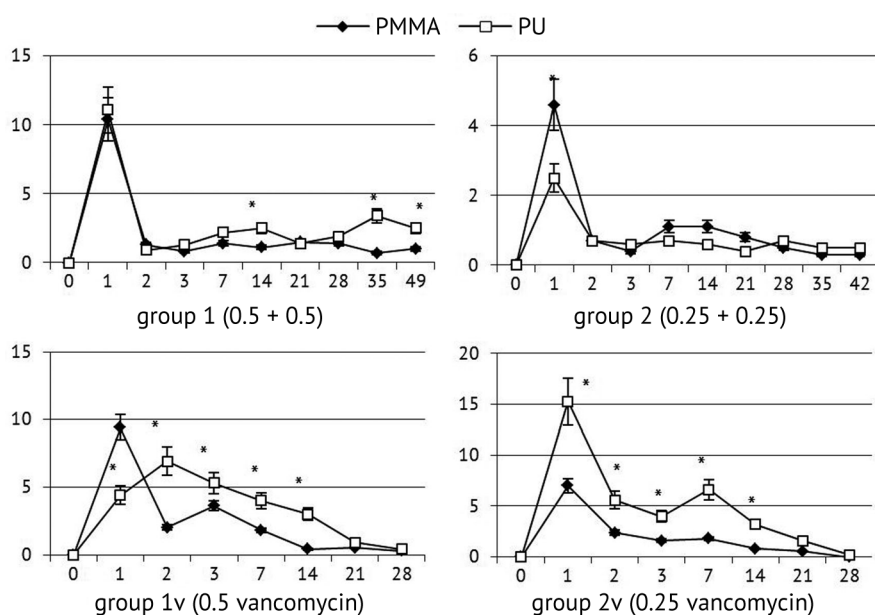 PMMA PU
15
10
5
0
0 1 2 3 7 14 21 28 35 49
* * *
group 1 (0.5 + 0.5)
6
4
2
0
0 1 2 3 7 14 21 28 35 42
*
group 2 (0.25 + 0.25)
15
10
5
0
0 1 2 3 7 14 21 28
* * * * *
group 1v (0.5 vancomycin)
20
15
10
5
0
0 1 2 3 7 14 21 28
* * * * *
group 2v (0.25 vancomycin)